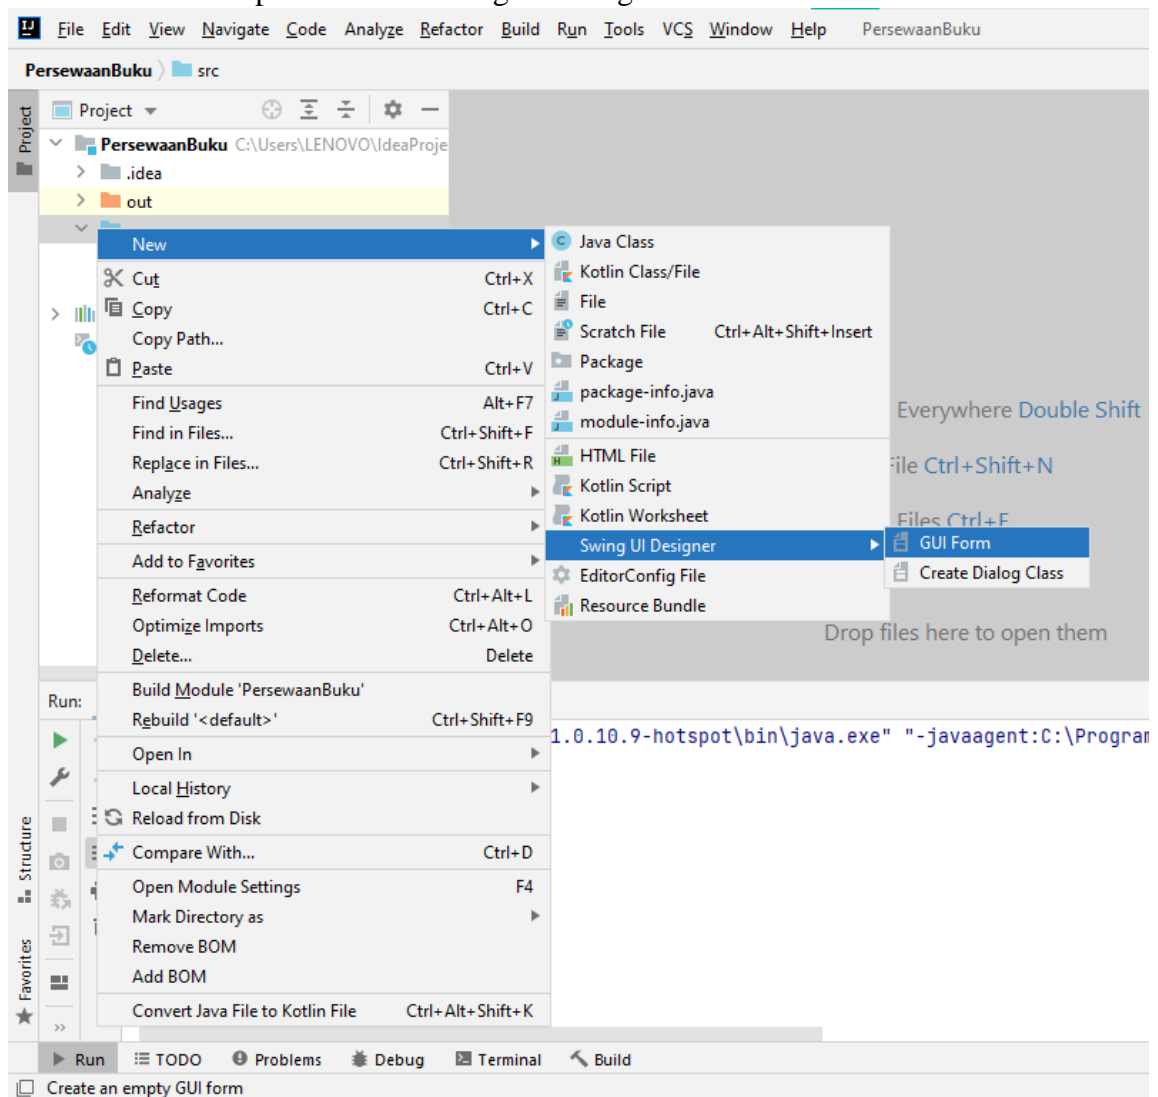 File Edit View Navigate Code Analyze Refactor Build Run Tools VCS Window Help PersewaanBuku
PersewaanBuku src
Project
Project
PersewaanBuku C:\Users\LENOVO\IdeaProje
.idea
out
New
Cut Ctrl+X
Copy Ctrl+C
Copy Path...
Paste Ctrl+V
Find Usages Alt+F7
Find in Files... Ctrl+Shift+F
Replace in Files... Ctrl+Shift+R
Analyze
Refactor
Add to Favorites
Reformat Code Ctrl+Alt+L
Optimize Imports Ctrl+Alt+O
Delete... Delete
Build Module 'PersewaanBuku'
Rebuild '<default>' Ctrl+Shift+F9
Open In
Local History
Reload from Disk
Compare With... Ctrl+D
Open Module Settings F4
Mark Directory as
Remove BOM
Add BOM
Convert Java File to Kotlin File Ctrl+Alt+Shift+K
Java Class
Kotlin Class/File
File
Scratch File Ctrl+Alt+Shift+Insert
Package
package-info.java
module-info.java
HTML File
Kotlin Script
Kotlin Worksheet
Swing UI Designer
EditorConfig File
Resource Bundle
GUI Form
Create Dialog Class
Everywhere Double Shift
File Ctrl+Shift+N
Files Ctrl+E
Drop files here to open them
Run:
1.0.10.9-hotspot\bin\java.exe" "-javaagent:C:\Program
Structure
Favorites
Run TODO Problems Debug Terminal Build
Create an empty GUI form